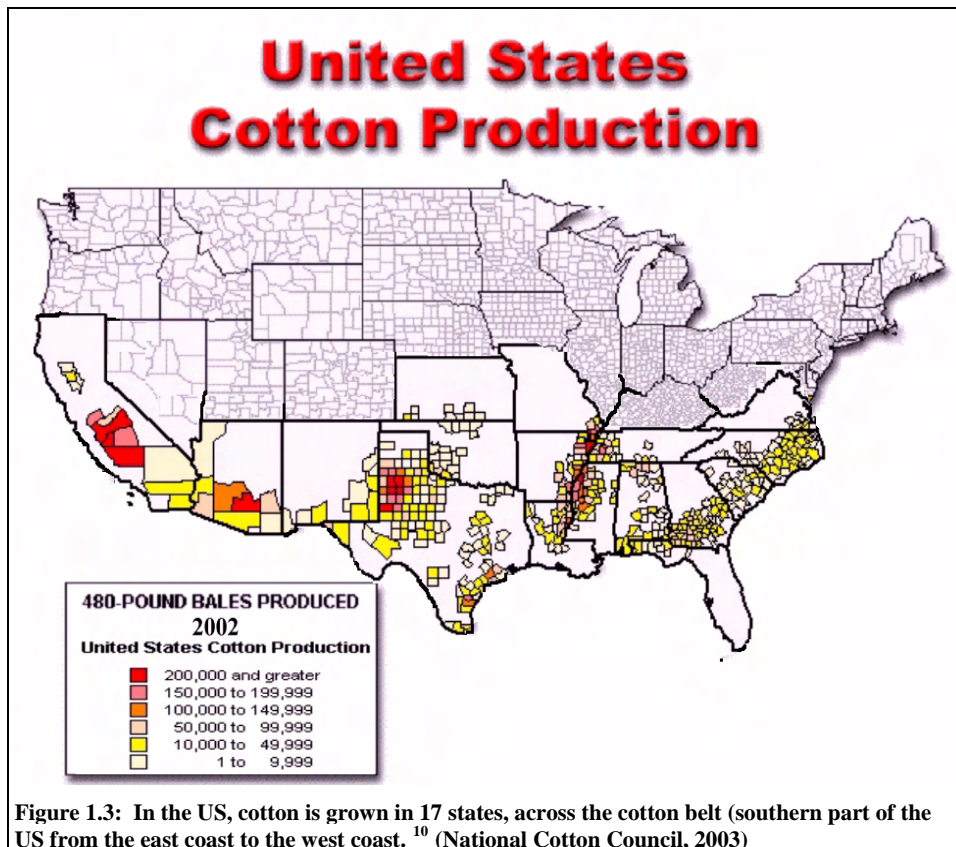 United States
Cotton Production
480-POUND BALES PRODUCED
2002
United States Cotton Production
200,000 and greater
150,000 to 199,999
100,000 to 149,999
50,000 to 99,999
10,000 to 49,999
1 to 9,999
Figure 1.3: In the US, cotton is grown in 17 states, across the cotton belt (southern part of the
US from the east coast to the west coast. 10 (National Cotton Council, 2003)